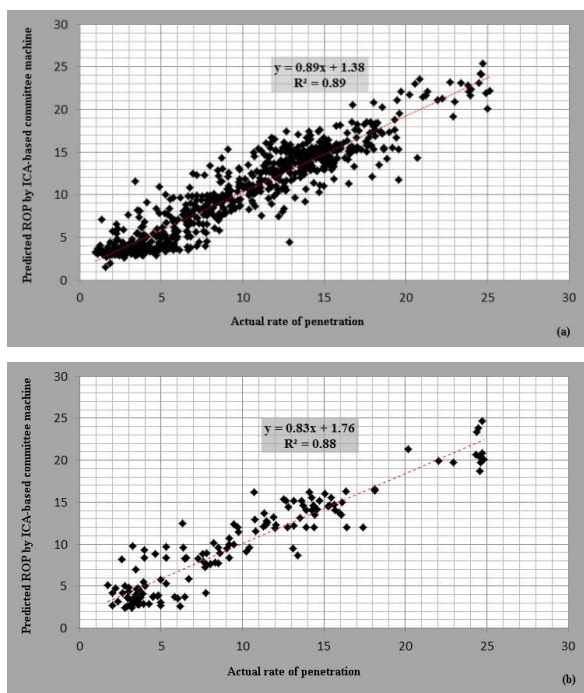 30
25
20
15
10
5
0
Predicted ROP by ICA-based committee machine
y = 0.89x + 1.38
R² = 0.89
0 5 10 15 20 25 30
Actual rate of penetration
(a)
30
25
20
15
10
5
0
Predicted ROP by ICA-based committee machine
y = 0.83x + 1.76
R² = 0.88
0 5 10 15 20 25 30
Actual rate of penetration
(b)